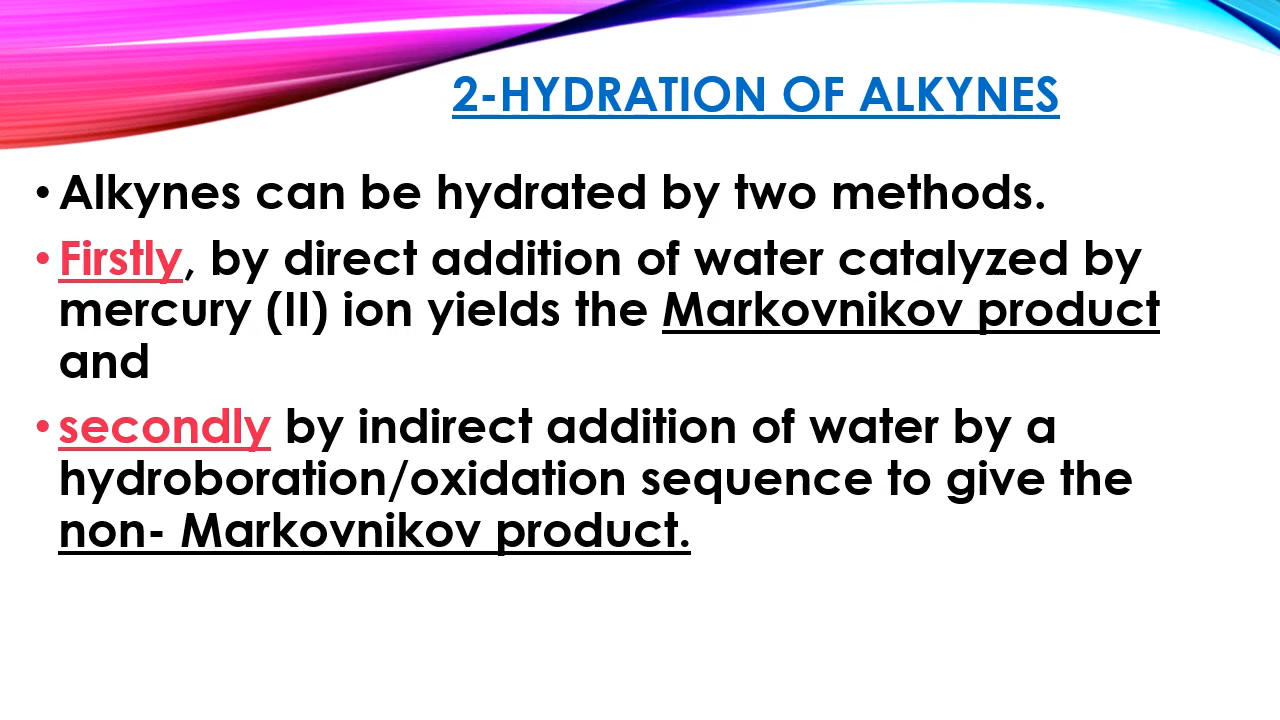 2-HYDRATION OF ALKYNES
• Alkynes can be hydrated by two methods.
• Firstly, by direct addition of water catalyzed by
mercury (II) ion yields the Markovnikov product
and
• secondly by indirect addition of water by a
hydroboration/oxidation sequence to give the
non- Markovnikov product.